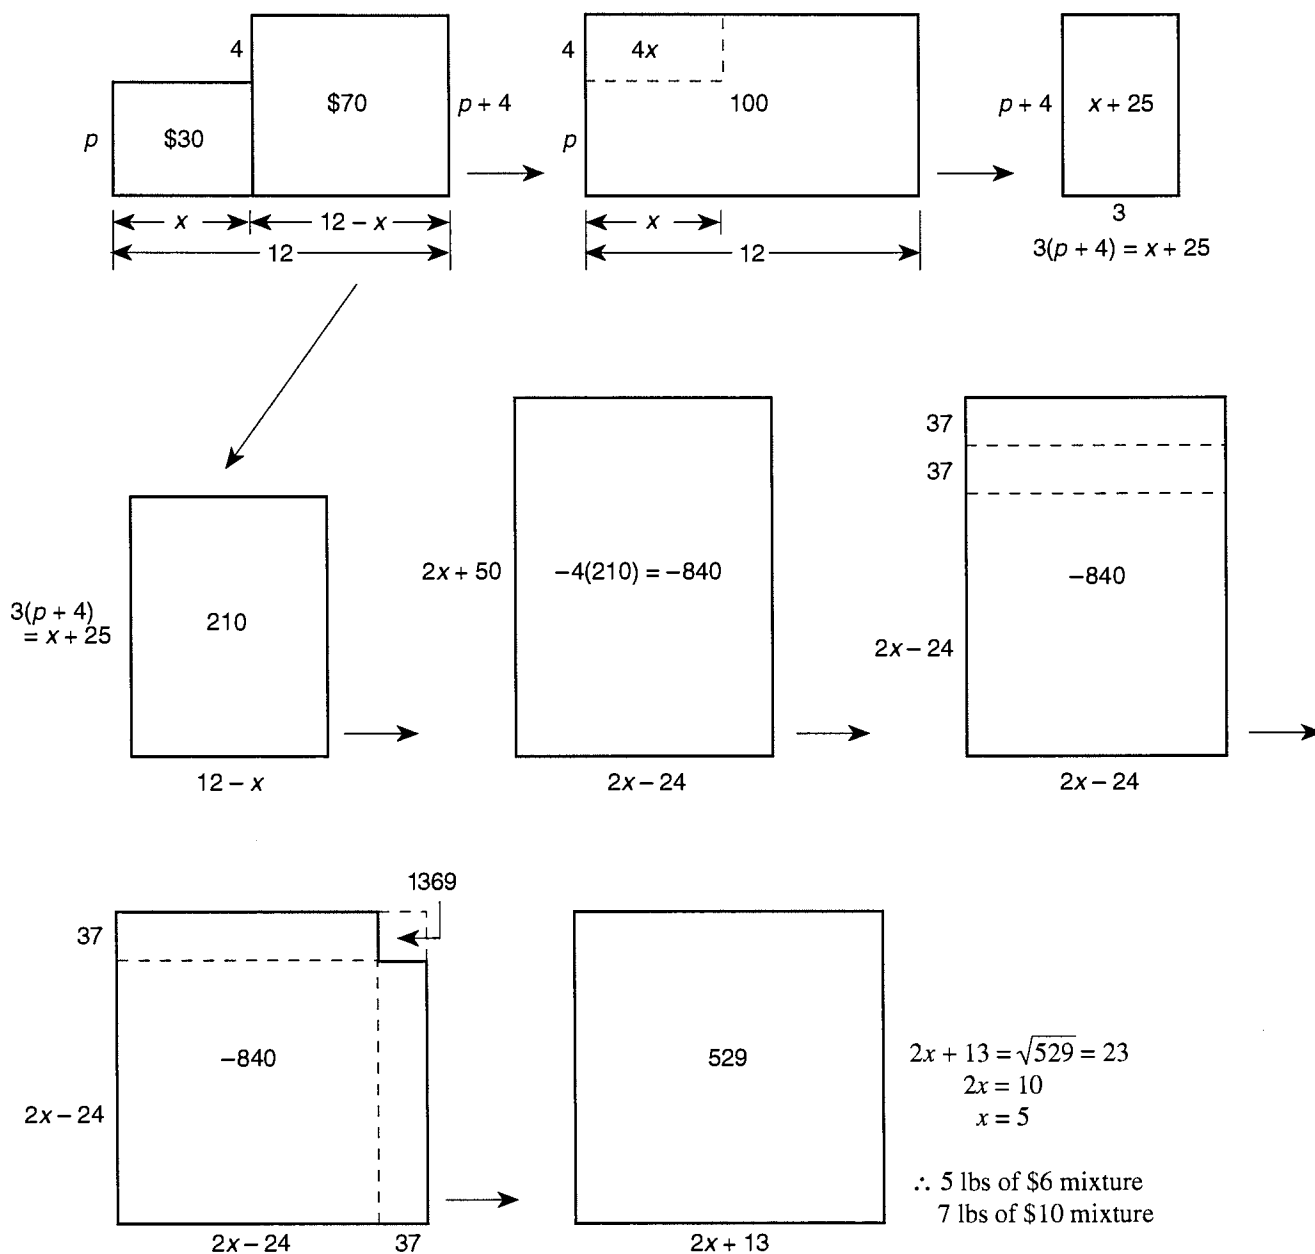 4
$70
p + 4
p
$30
x
12 – x
12
4
4x
100
p
x
12
p + 4
x + 25
3
3(p + 4) = x + 25
3(p + 4)
= x + 25
210
12 – x
2x + 50
–4(210) = –840
2x – 24
37
37
–840
2x – 24
2x – 24
1369
37
–840
2x – 24
2x – 24
37
529
2x + 13
2x + 13 = √529 = 23
2x = 10
x = 5
∴ 5 lbs of $6 mixture
7 lbs of $10 mixture